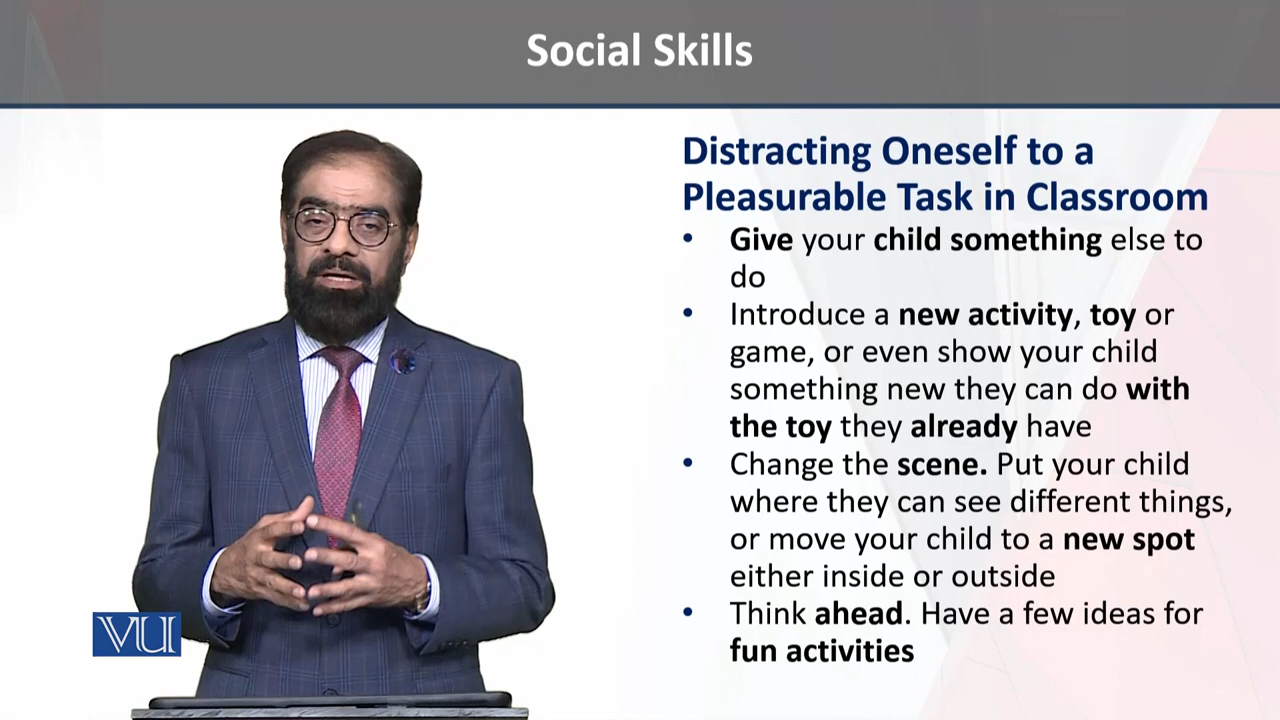 Social Skills
Distracting Oneself to a
Pleasurable Task in Classroom
• Give your child something else to
do
• Introduce a new activity, toy or
game, or even show your child
something new they can do with
the toy they already have
• Change the scene. Put your child
where they can see different things,
or move your child to a new spot
either inside or outside
• Think ahead. Have a few ideas for
fun activities
VU